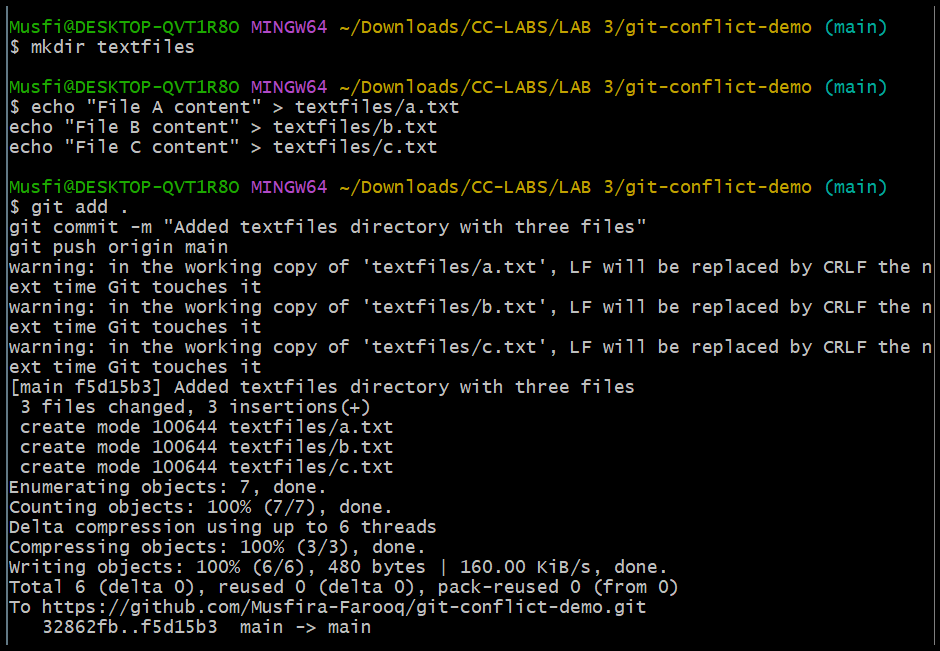 Musfi@DESKTOP-QVT1R8O MINGW64 ~/Downloads/CC-LABS/LAB 3/git-conflict-demo (main)
$ mkdir textfiles

Musfi@DESKTOP-QVT1R8O MINGW64 ~/Downloads/CC-LABS/LAB 3/git-conflict-demo (main)
$ echo "File A content" > textfiles/a.txt
echo "File B content" > textfiles/b.txt
echo "File C content" > textfiles/c.txt

Musfi@DESKTOP-QVT1R8O MINGW64 ~/Downloads/CC-LABS/LAB 3/git-conflict-demo (main)
$ git add .
git commit -m "Added textfiles directory with three files"
git push origin main
warning: in the working copy of 'textfiles/a.txt', LF will be replaced by CRLF the n
ext time Git touches it
warning: in the working copy of 'textfiles/b.txt', LF will be replaced by CRLF the n
ext time Git touches it
warning: in the working copy of 'textfiles/c.txt', LF will be replaced by CRLF the n
ext time Git touches it
[main f5d15b3] Added textfiles directory with three files
 3 files changed, 3 insertions(+)
 create mode 100644 textfiles/a.txt
 create mode 100644 textfiles/b.txt
 create mode 100644 textfiles/c.txt
Enumerating objects: 7, done.
Counting objects: 100% (7/7), done.
Delta compression using up to 6 threads
Compressing objects: 100% (3/3), done.
Writing objects: 100% (6/6), 480 bytes | 160.00 KiB/s, done.
Total 6 (delta 0), reused 0 (delta 0), pack-reused 0 (from 0)
To https://github.com/Musfira-Farooq/git-conflict-demo.git
   32862fb..f5d15b3  main -> main